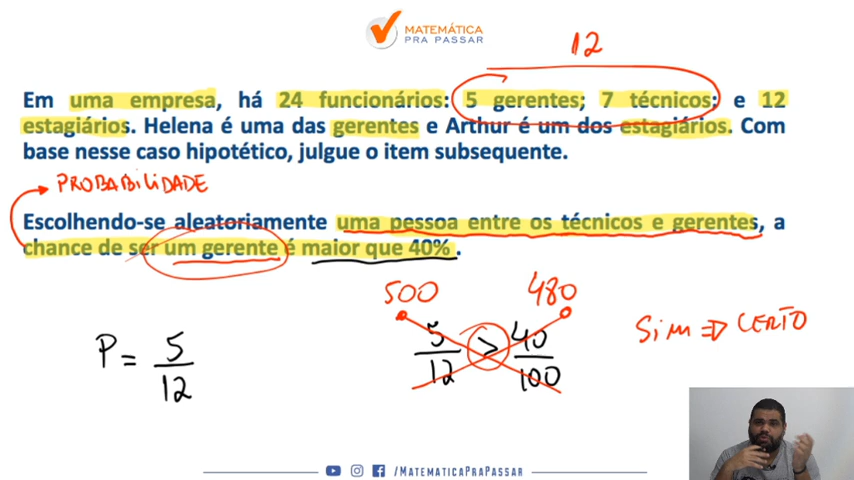 MATEMÁTICA
PRA PASSAR
12
Em uma empresa, há 24 funcionários: 5 gerentes; 7 técnicos; e 12
estagiários. Helena é uma das gerentes e Arthur é um dos estagiários. Com
base nesse caso hipotético, julgue o item subsequente.
PROBABILIDADE
Escolhendo-se aleatoriamente uma pessoa entre os técnicos e gerentes, a
chance de ser um gerente é maior que 40%.
500 480
P = 5/12
5/12 > 40/100
Sim => CERTO
/MATEMATICAPRAPASSAR